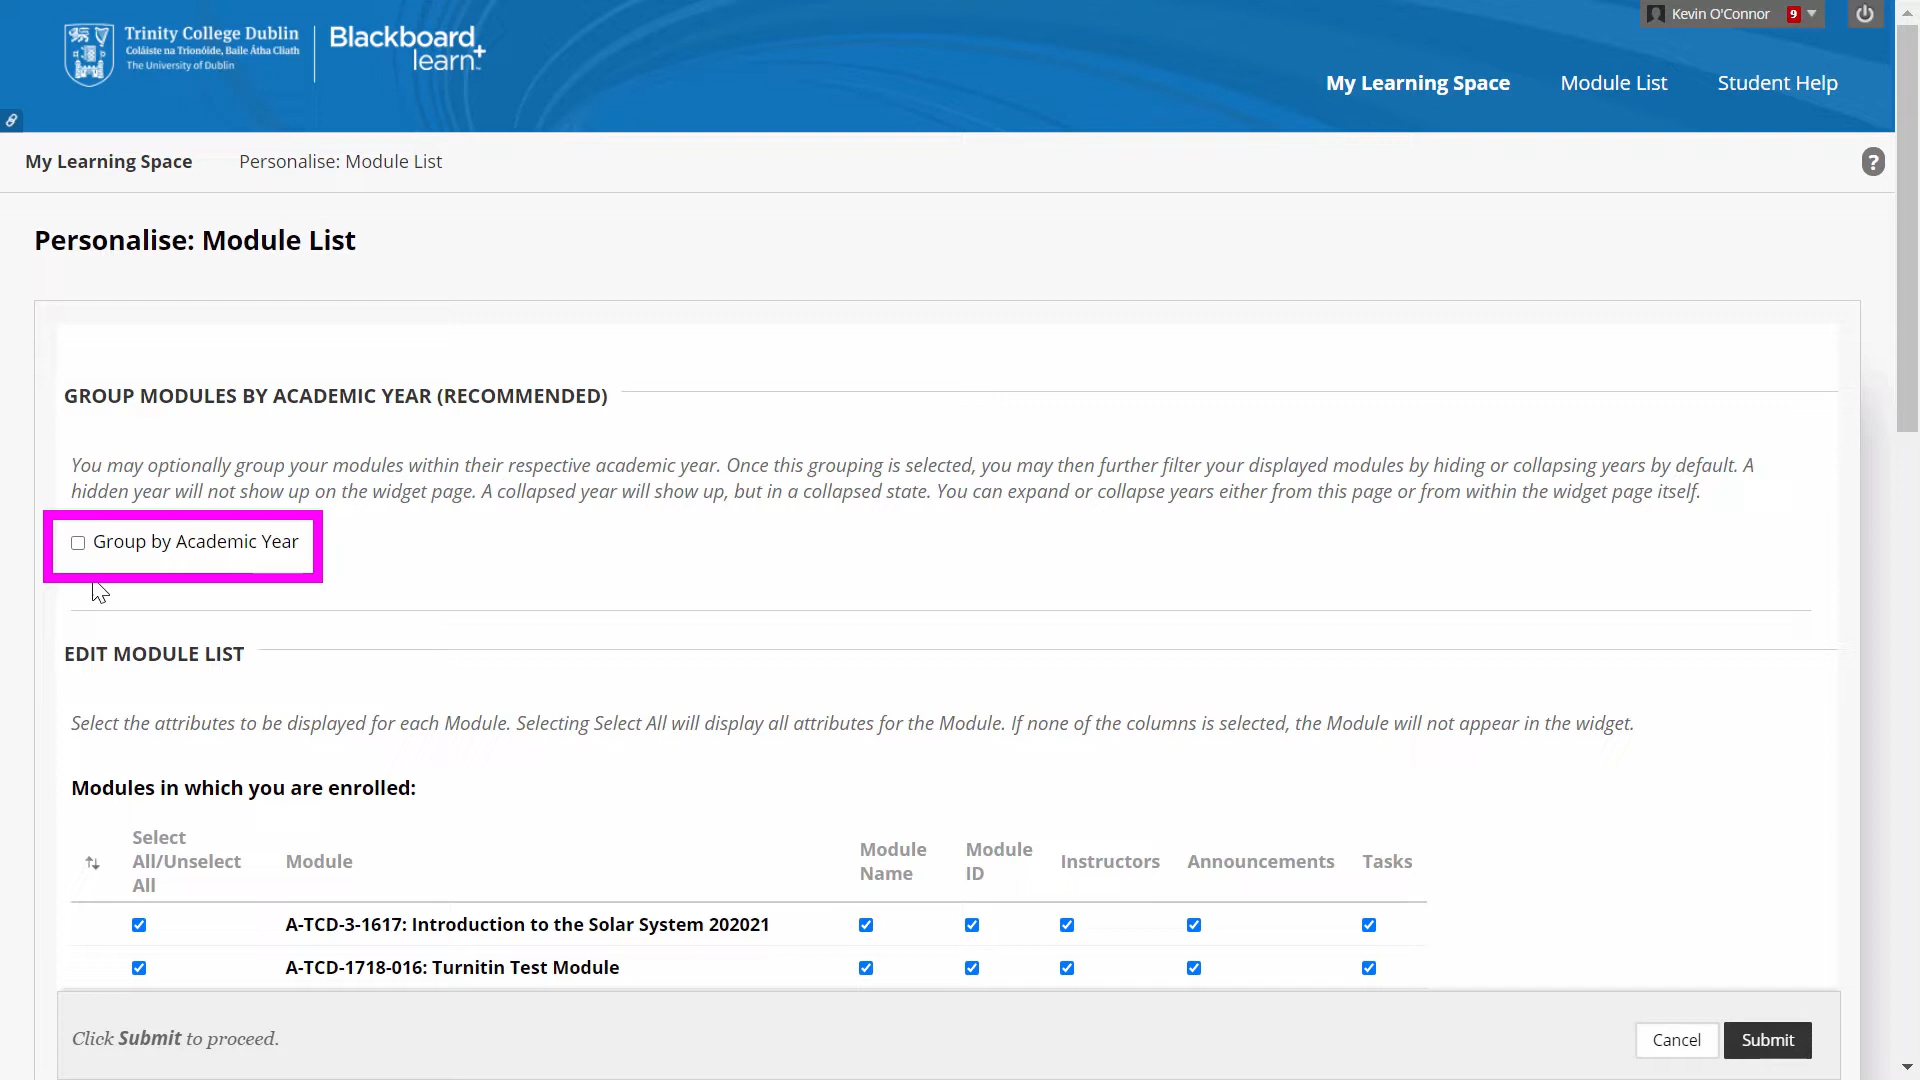 Kevin O'Connor 9
Trinity College Dublin
Coláiste na Tríonóide, Baile Átha Cliath
The University of Dublin
Blackboard
learn+
My Learning Space Module List Student Help
My Learning Space Personalise: Module List
?
Personalise: Module List
GROUP MODULES BY ACADEMIC YEAR (RECOMMENDED)
You may optionally group your modules within their respective academic year. Once this grouping is selected, you may then further filter your displayed modules by hiding or collapsing years by default. A
hidden year will not show up on the widget page. A collapsed year will show up, but in a collapsed state. You can expand or collapse years either from this page or from within the widget page itself.
Group by Academic Year
EDIT MODULE LIST
Select the attributes to be displayed for each Module. Selecting Select All will display all attributes for the Module. If none of the columns is selected, the Module will not appear in the widget.
Modules in which you are enrolled:
Select
All/Unselect
All
Module
Module
Name
Module
ID
Instructors
Announcements
Tasks
A-TCD-3-1617: Introduction to the Solar System 202021
A-TCD-1718-016: Turnitin Test Module
Click Submit to proceed.
Cancel Submit